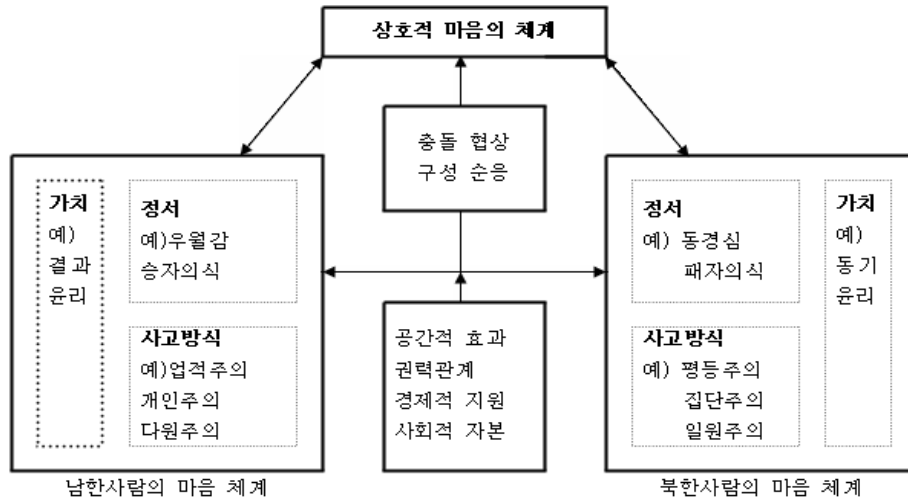 상호적 마음의 체계
충돌 협상
구성 순응
가치
예)
결과
윤리
정서
예)우월감
승자의식
사고방식
예)업적주의
개인주의
다원주의
남한사람의 마음 체계
공간적 효과
권력관계
경제적 지원
사회적 자본
정서
예) 동경심
패자의식
사고방식
예) 평등주의
집단주의
일원주의
가치
예)
동기
윤리
북한사람의 마음 체계